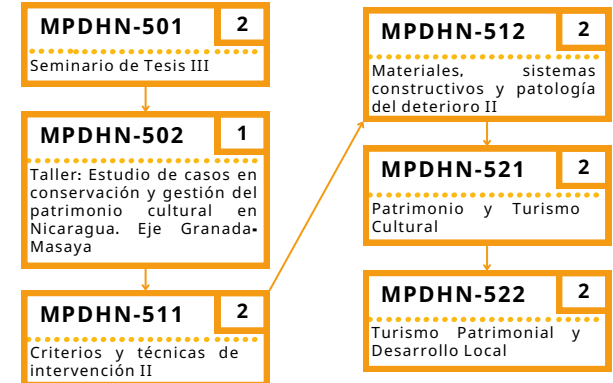 MPDHN-501 2
Seminario de Tesis III
MPDHN-502 1
Taller: Estudio de casos en
conservación y gestión del
patrimonio cultural en
Nicaragua. Eje Granada-
Masaya
MPDHN-511 2
Criterios y técnicas de
intervención II
MPDHN-512 2
Materiales, sistemas
constructivos y patología
del deterioro II
MPDHN-521 2
Patrimonio y Turismo
Cultural
MPDHN-522 2
Turismo Patrimonial y
Desarrollo Local